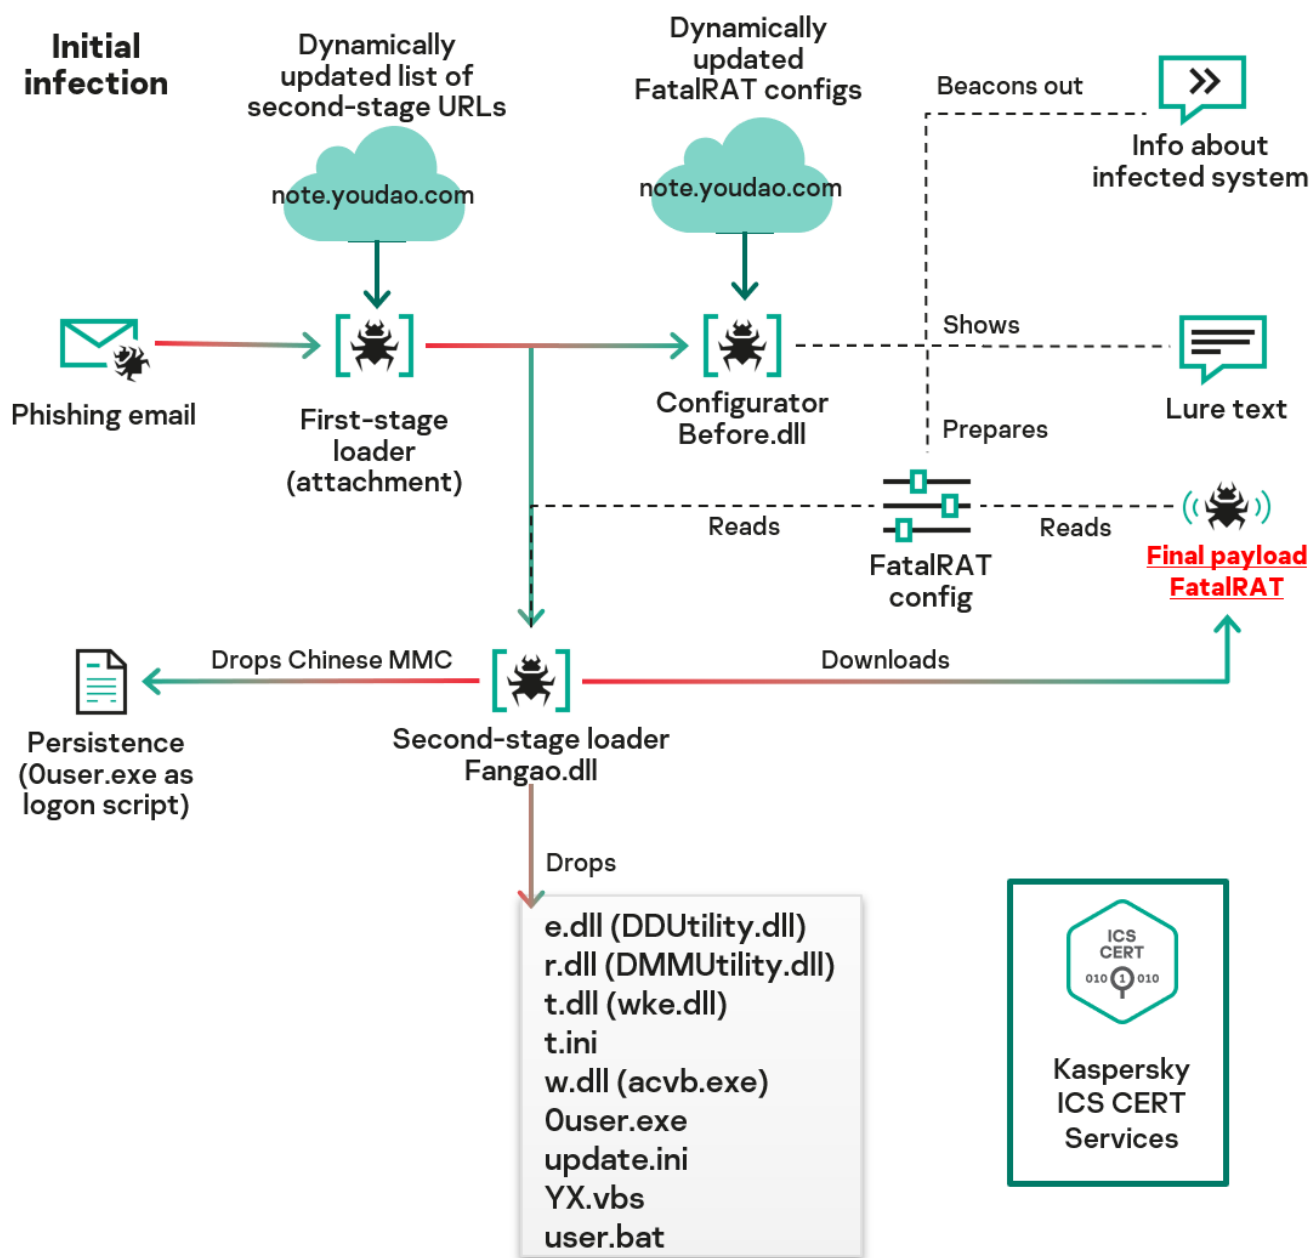 Initial
infection
Dynamically
updated list of
second-stage URLs
note.youdao.com
Dynamically
updated
FatalRAT configs
note.youdao.com
Beacons out
Info about
infected system
Phishing email
First-stage
loader
(attachment)
Configurator
Before.dll
Shows
Lure text
Prepares
Reads
FatalRAT
config
Reads
Final payload
FatalRAT
Drops Chinese MMC
Persistence
(0user.exe as
logon script)
Second-stage loader
Fangao.dll
Downloads
Drops
e.dll (DDUtility.dll)
r.dll (DMMUtility.dll)
t.dll (wke.dll)
t.ini
w.dll (acvb.exe)
0user.exe
update.ini
YX.vbs
user.bat
ICS
CERT
010 1 010
Kaspersky
ICS CERT
Services